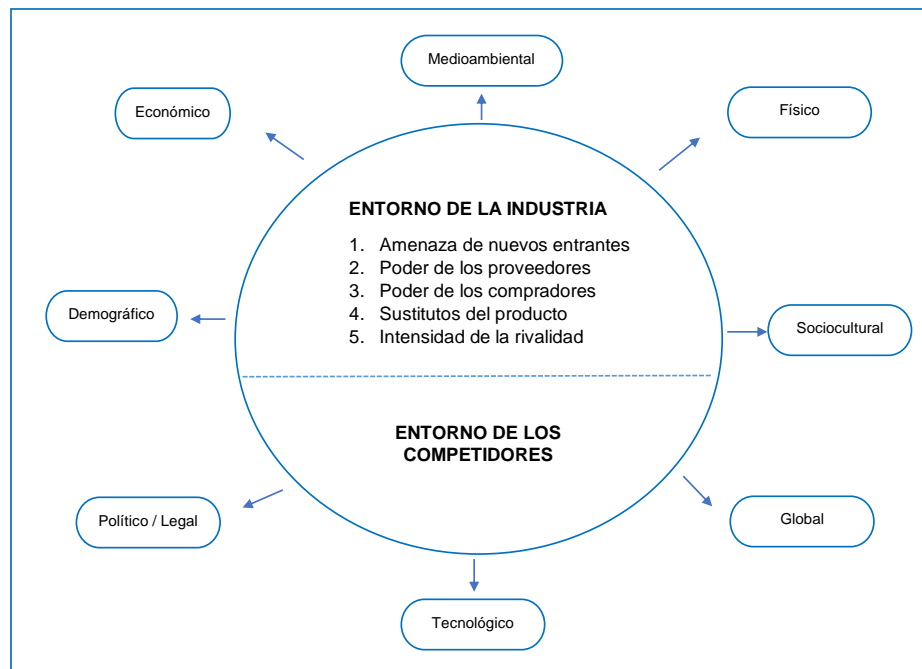 Medioambiental
Económico
Físico
ENTORNO DE LA INDUSTRIA
1. Amenaza de nuevos entrantes
2. Poder de los proveedores
3. Poder de los compradores
4. Sustitutos del producto
5. Intensidad de la rivalidad
Demográfico
Sociocultural
ENTORNO DE LOS
COMPETIDORES
Político / Legal
Global
Tecnológico